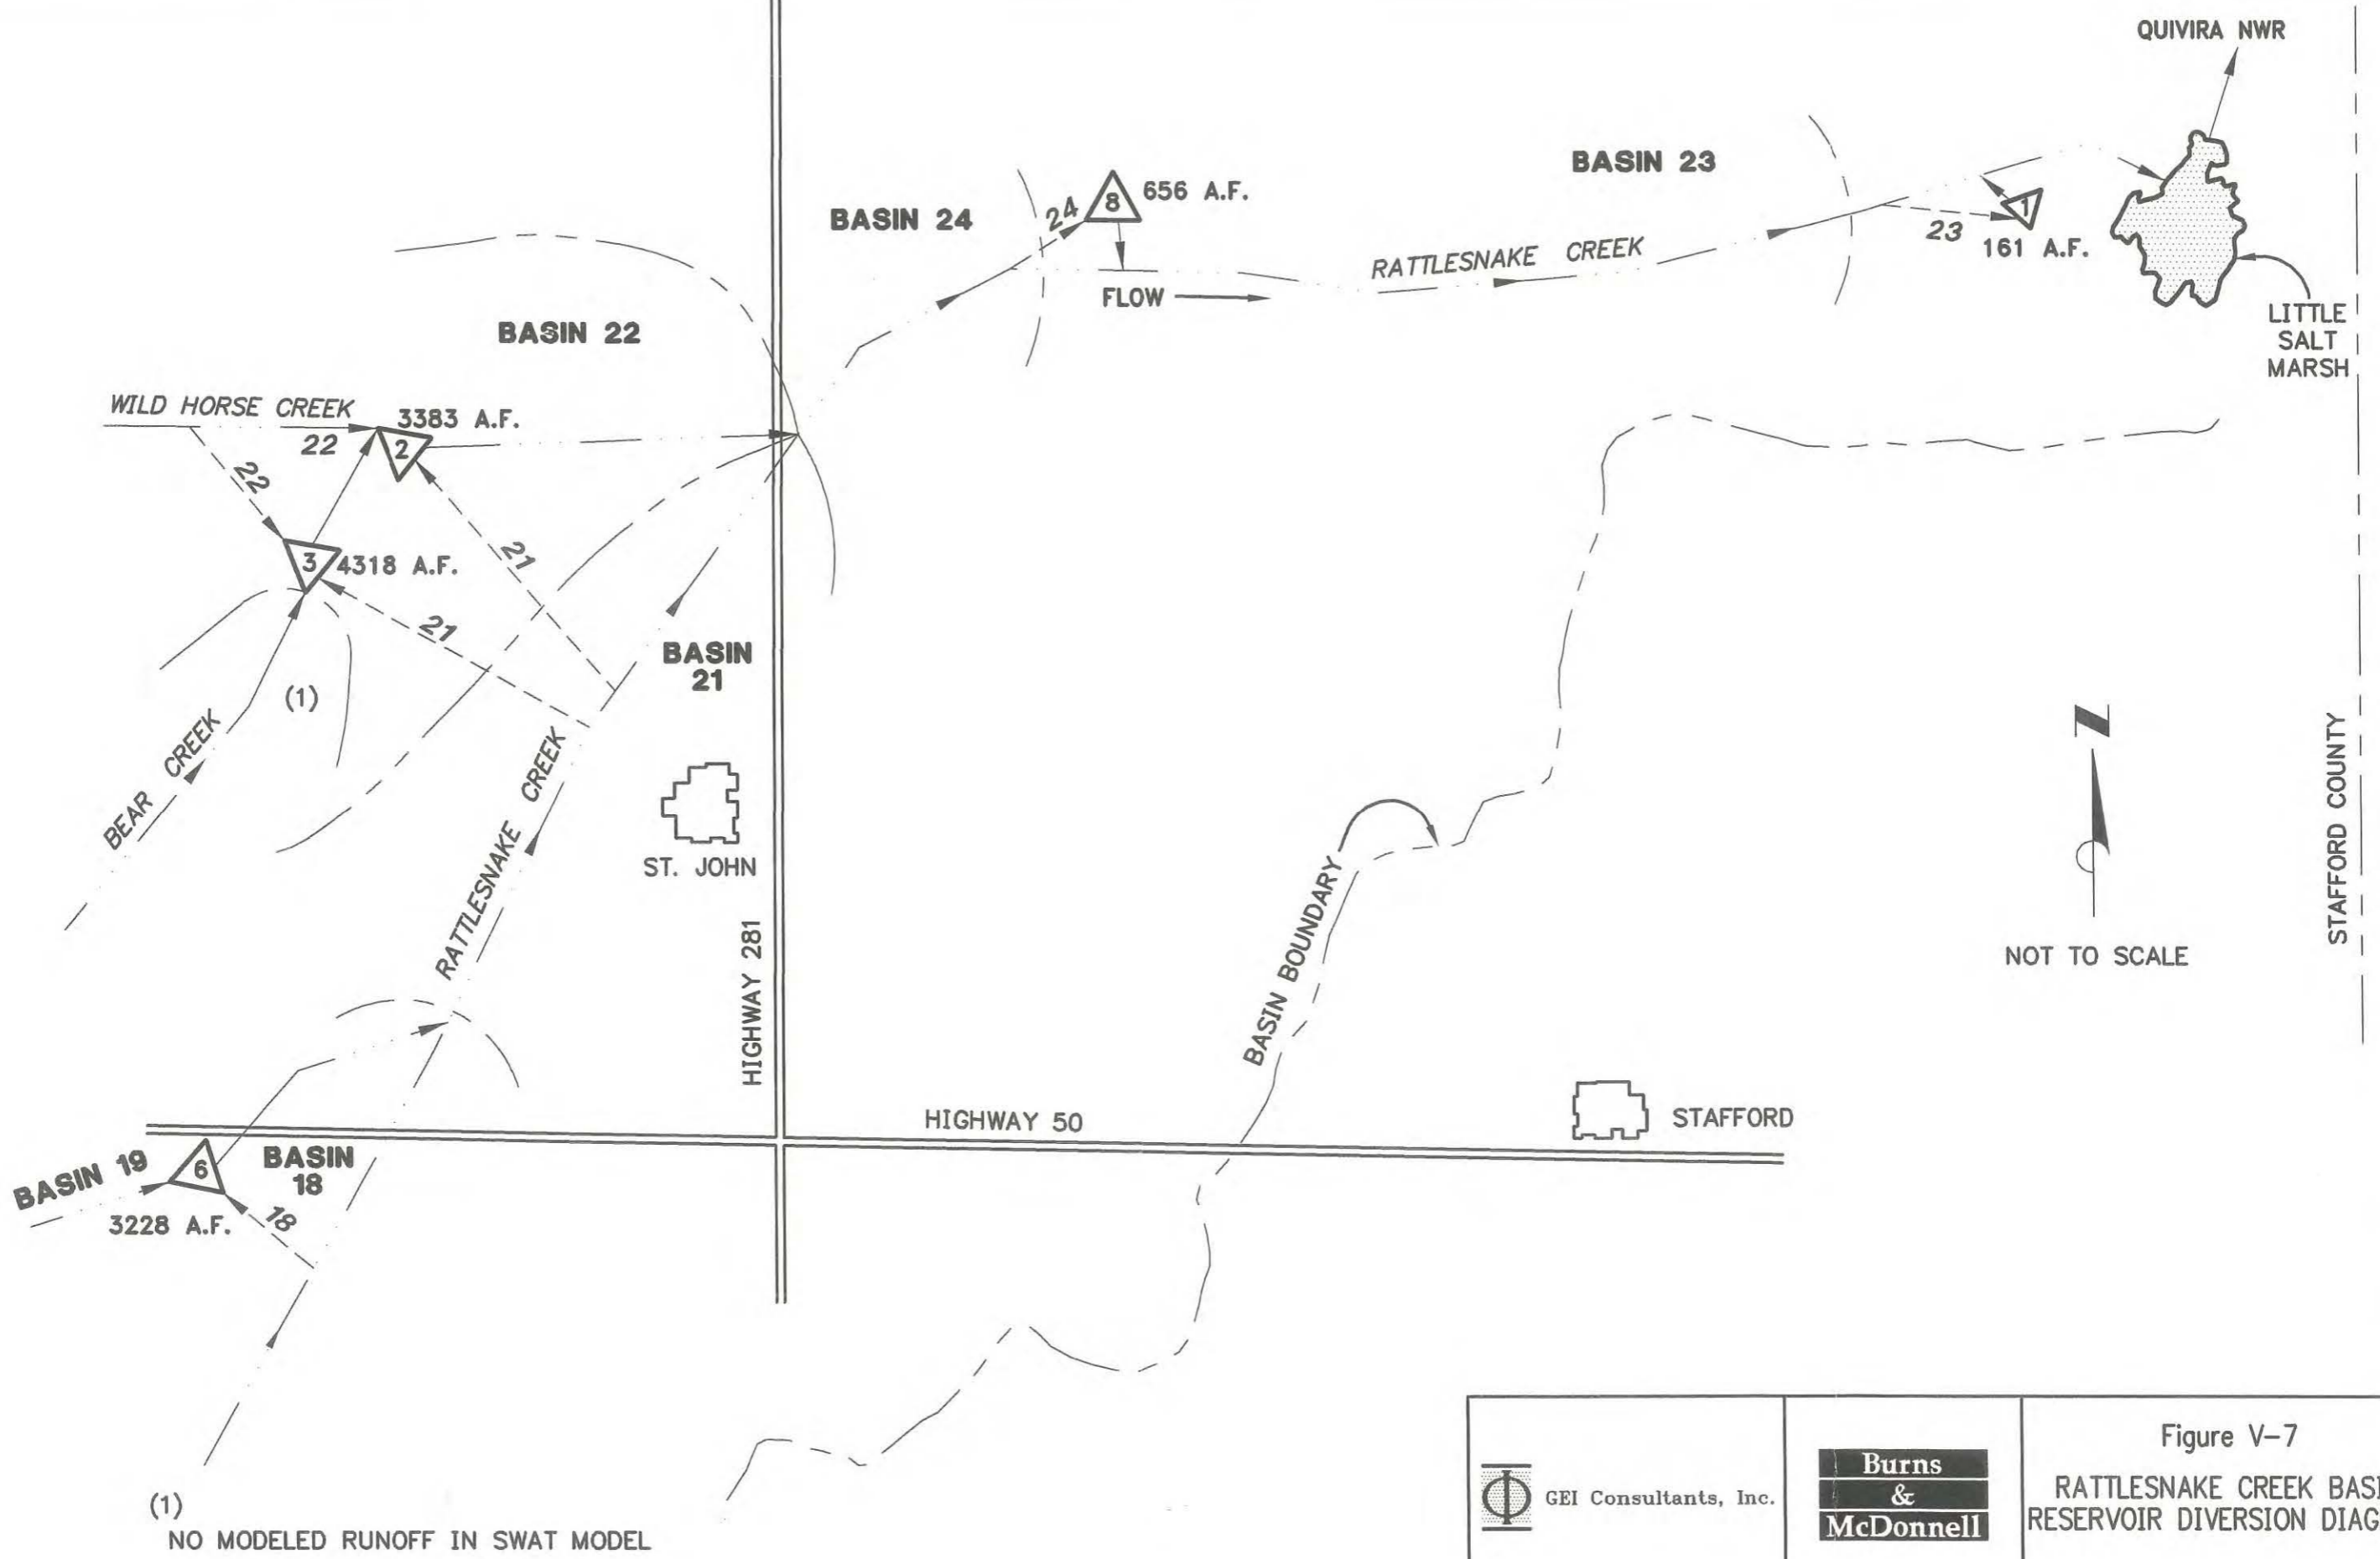 QUIVIRA NWR
BASIN 23
BASIN 24
24
8
656 A.F.
23
1
161 A.F.
RATTLESNAKE CREEK
FLOW
LITTLE
SALT
MARSH
BASIN 22
WILD HORSE CREEK
22
3383 A.F.
2
22
3
4318 A.F.
21
21
BASIN
21
(1)
BEAR CREEK
RATTLESNAKE CREEK
ST. JOHN
HIGHWAY 281
BASIN BOUNDARY
N
NOT TO SCALE
STAFFORD COUNTY
HIGHWAY 50
STAFFORD
BASIN 19
6
BASIN
18
3228 A.F.
18
(1)
NO MODELED RUNOFF IN SWAT MODEL
GEI Consultants, Inc.
Burns
&
McDonnell
Figure V-7
RATTLESNAKE CREEK BASI
RESERVOIR DIVERSION DIAG